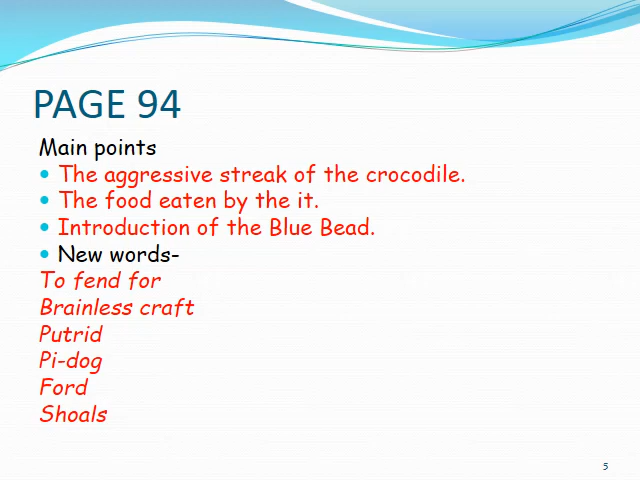 PAGE 94
Main points
The aggressive streak of the crocodile.
The food eaten by the it.
Introduction of the Blue Bead.
New words-
To fend for
Brainless craft
Putrid
Pi-dog
Ford
Shoals
5